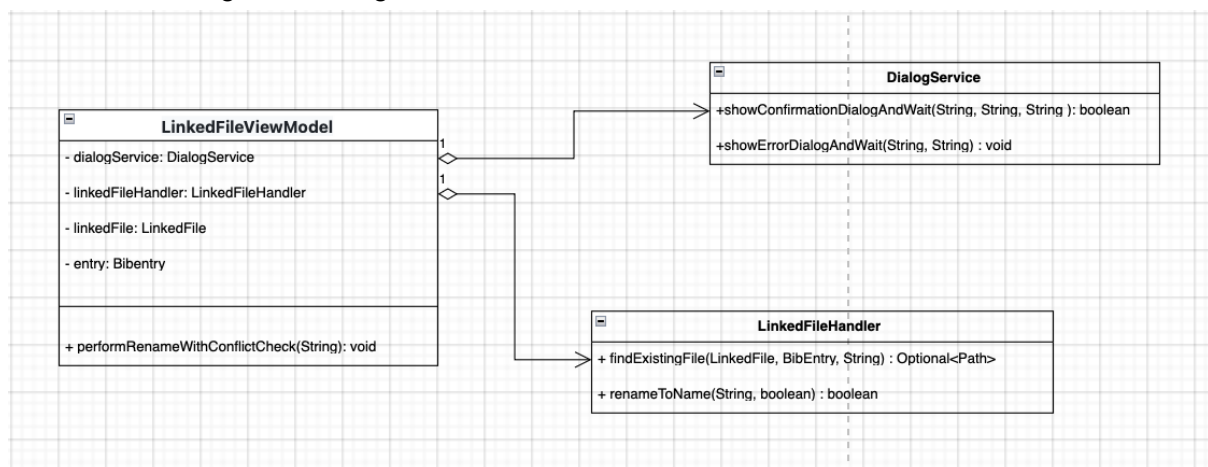 LinkedFileViewModel
- dialogService: DialogService
- linkedFileHandler: LinkedFileHandler
- linkedFile: LinkedFile
- entry: Bibentry
+ performRenameWithConflictCheck(String): void
1
1
DialogService
+showConfirmationDialogAndWait(String, String, String ): boolean
+showErrorDialogAndWait(String, String) : void
LinkedFileHandler
+ findExistingFile(LinkedFile, BibEntry, String) : Optional<Path>
+ renameToName(String, boolean) : boolean